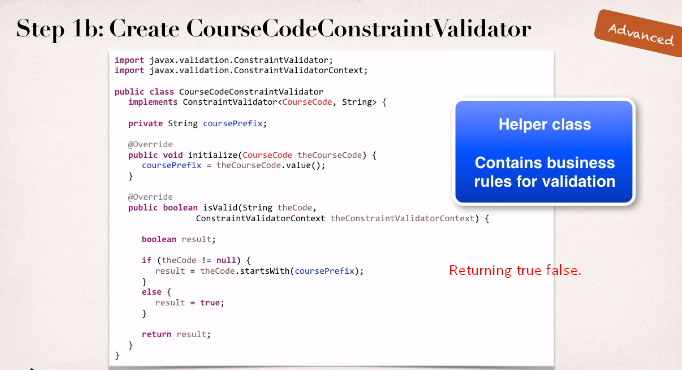 Step 1b: Create CourseCodeConstraintValidator
Advanced
import javax.validation.ConstraintValidator;
import javax.validation.ConstraintValidatorContext;
public class CourseCodeConstraintValidator
implements ConstraintValidator<CourseCode, String> {
private String coursePrefix;
@Override
public void initialize(CourseCode theCourseCode) {
coursePrefix = theCourseCode.value();
}
@Override
public boolean isValid(String theCode,
ConstraintValidatorContext theConstraintValidatorContext) {
boolean result;
if (theCode != null) {
result = theCode.startsWith(coursePrefix);
}
else {
result = true;
}
return result;
}
}
Helper class
Contains business
rules for validation
Returning true false.